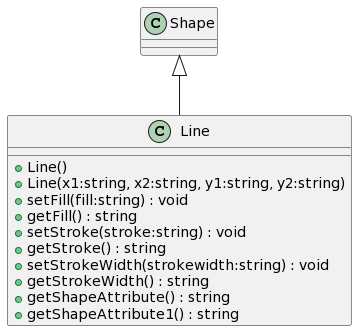 C Shape
C Line
Line()
Line(x1:string, x2:string, y1:string, y2:string)
setFill(fill:string) : void
getFill() : string
setStroke(stroke:string) : void
getStroke() : string
setStrokeWidth(strokewidth:string) : void
getStrokeWidth() : string
getShapeAttribute() : string
getShapeAttribute1() : string